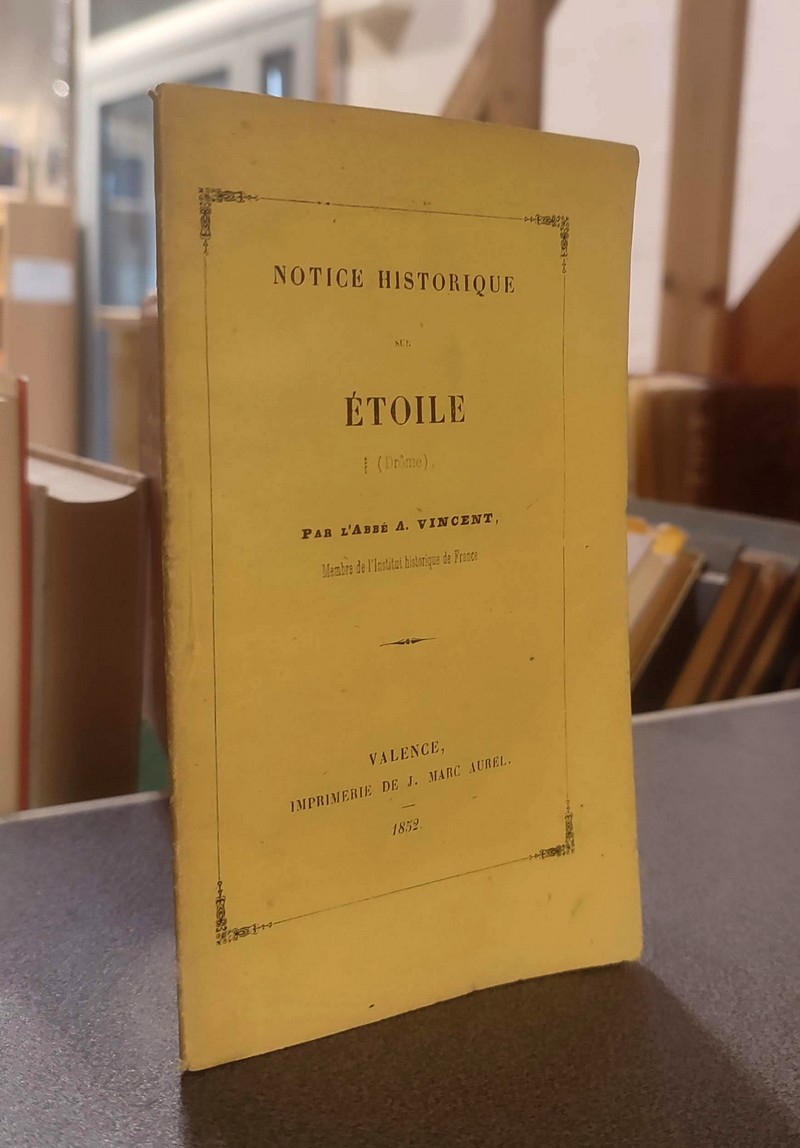 NOTICE HISTORIQUE
SUR
ÉTOILE
(Drôme),
PAR L'ABBÉ A. VINCENT,
Membre de l'Institut historique de France
VALENCE,
IMPRIMERIE DE J. MARC AUREL.
1852.